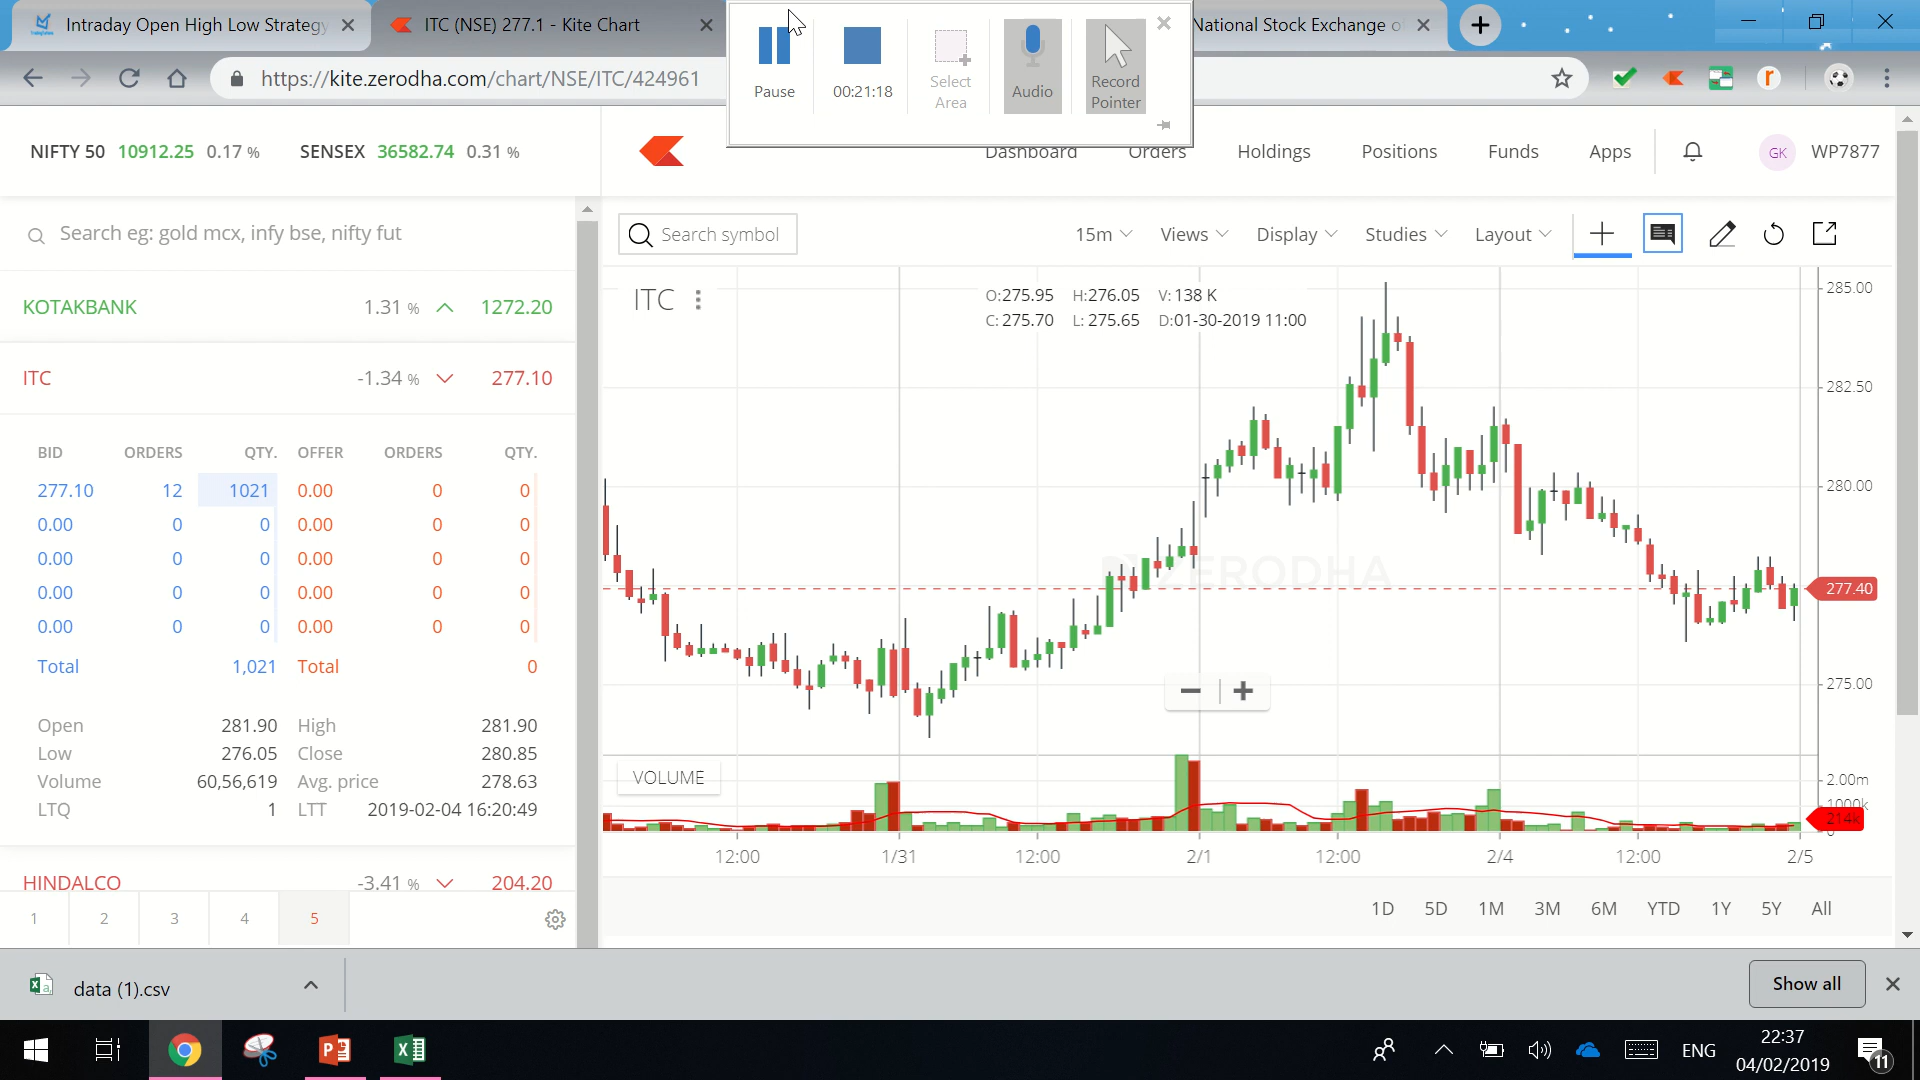 Intraday Open High Low Strategy
ITC (NSE) 277.1 - Kite Chart
National Stock Exchange o
Pause
00:21:18
Select Area
Audio
Record Pointer
https://kite.zerodha.com/chart/NSE/ITC/424961
NIFTY 50 10912.25 0.17 %
SENSEX 36582.74 0.31 %
Dashboard
Orders
Holdings
Positions
Funds
Apps
GK
WP7877
Search eg: gold mcx, infy bse, nifty fut
Search symbol
15m
Views
Display
Studies
Layout
KOTAKBANK 1.31 % 1272.20
ITC -1.34 % 277.10
BID ORDERS QTY. OFFER ORDERS QTY.
277.10 12 1021 0.00 0 0
0.00 0 0 0.00 0 0
0.00 0 0 0.00 0 0
0.00 0 0 0.00 0 0
0.00 0 0 0.00 0 0
Total 1,021 Total 0
Open 281.90 High 281.90
Low 276.05 Close 280.85
Volume 60,56,619 Avg. price 278.63
LTQ 1 LTT 2019-02-04 16:20:49
HINDALCO -3.41 % 204.20
1 2 3 4 5
ITC
O:275.95 H:276.05 V:138 K
C:275.70 L:275.65 D:01-30-2019 11:00
285.00
282.50
280.00
277.40
275.00
ZERODHA
VOLUME
2.00m
1000k
214k
0
12:00 1/31 12:00 2/1 12:00 2/4 12:00 2/5
1D 5D 1M 3M 6M YTD 1Y 5Y All
data (1).csv
Show all
ENG
22:37
04/02/2019
11